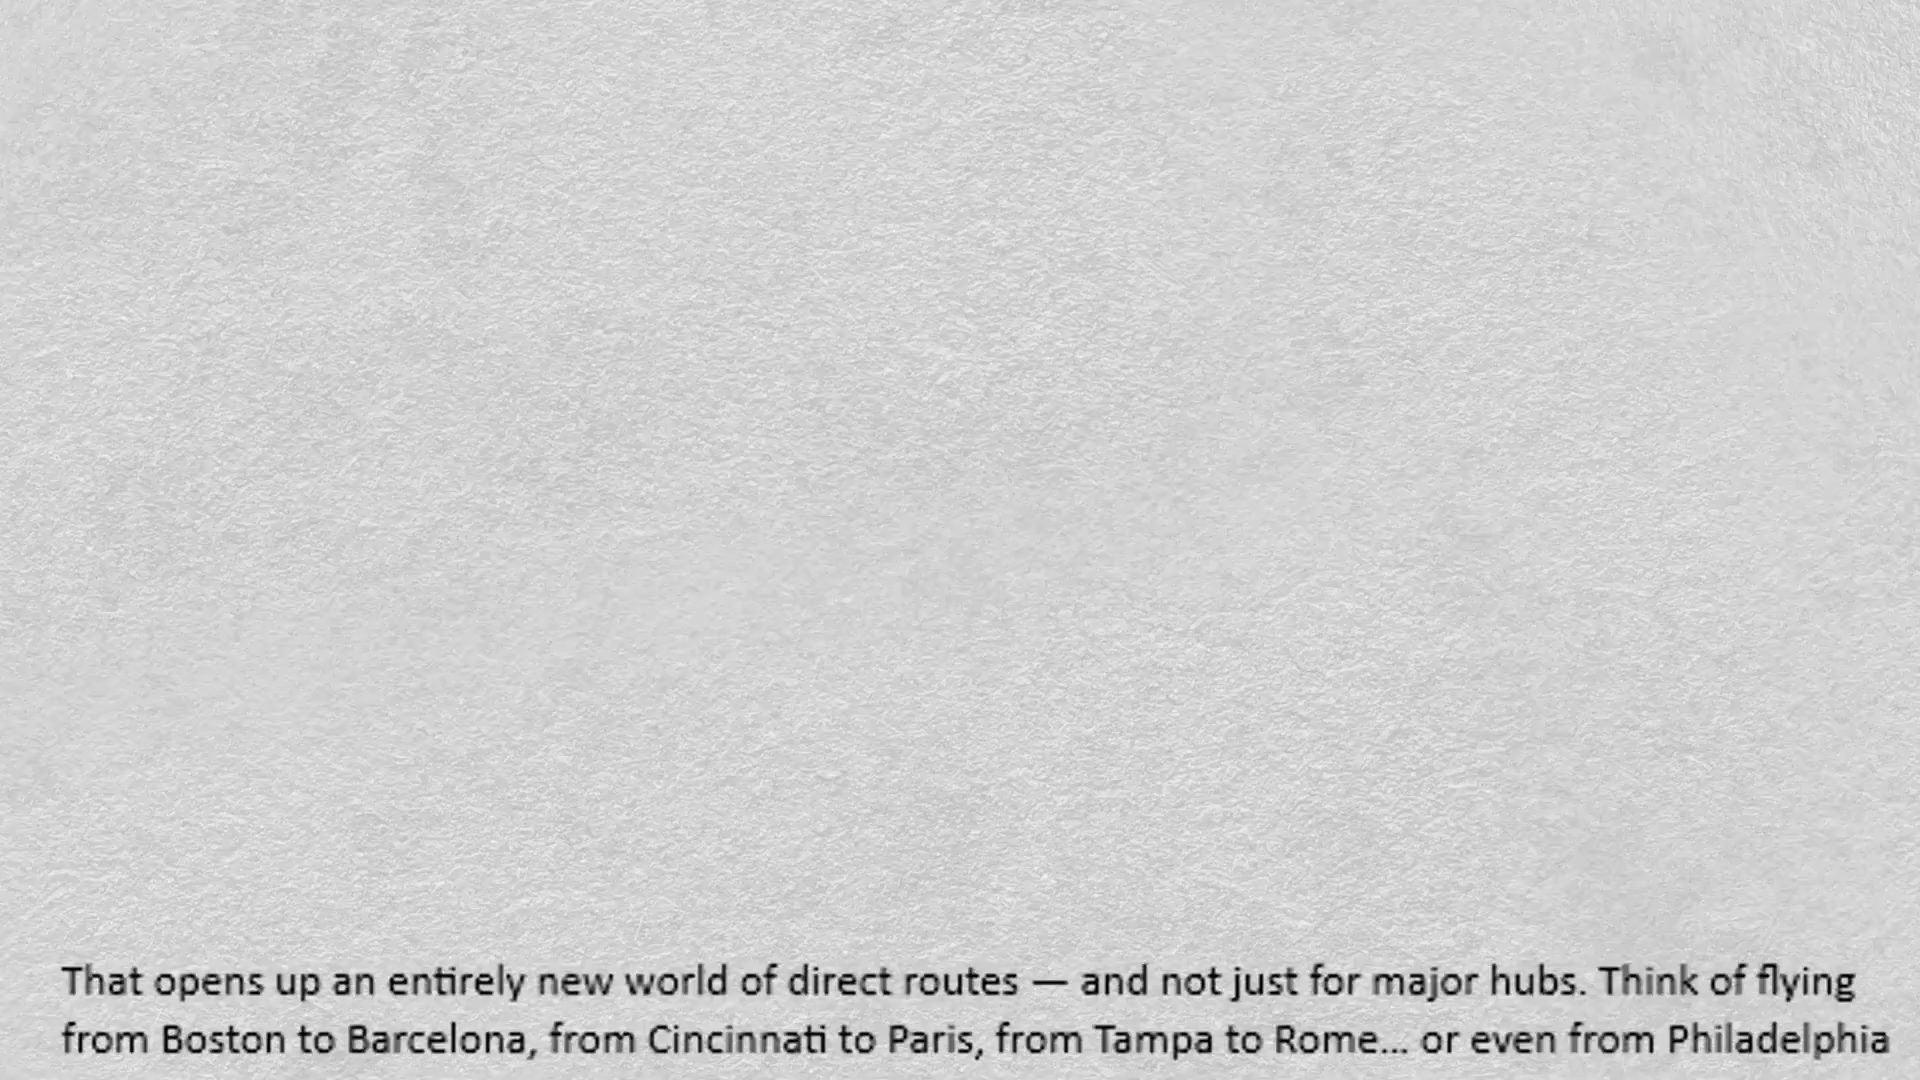 That opens up an entirely new world of direct routes — and not just for major hubs. Think of flying
from Boston to Barcelona, from Cincinnati to Paris, from Tampa to Rome... or even from Philadelphia